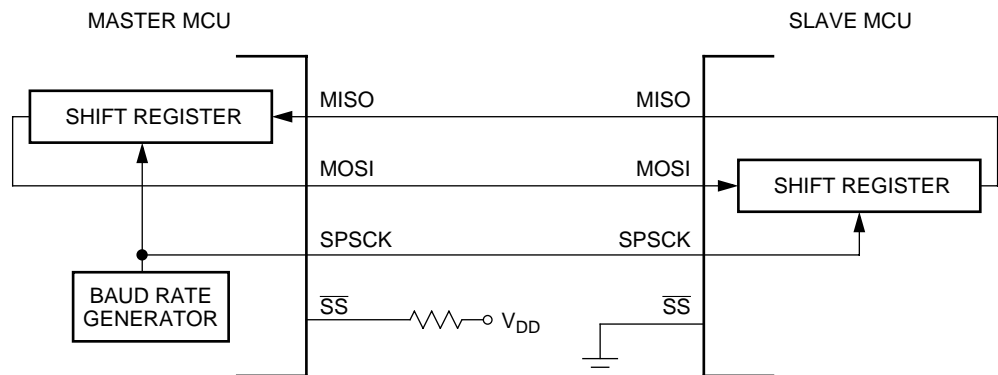 MASTER MCU
SLAVE MCU
MISO
MISO
SHIFT REGISTER
MOSI
MOSI
SHIFT REGISTER
SPSCK
SPSCK
BAUD RATE
GENERATOR
SS
VDD
SS